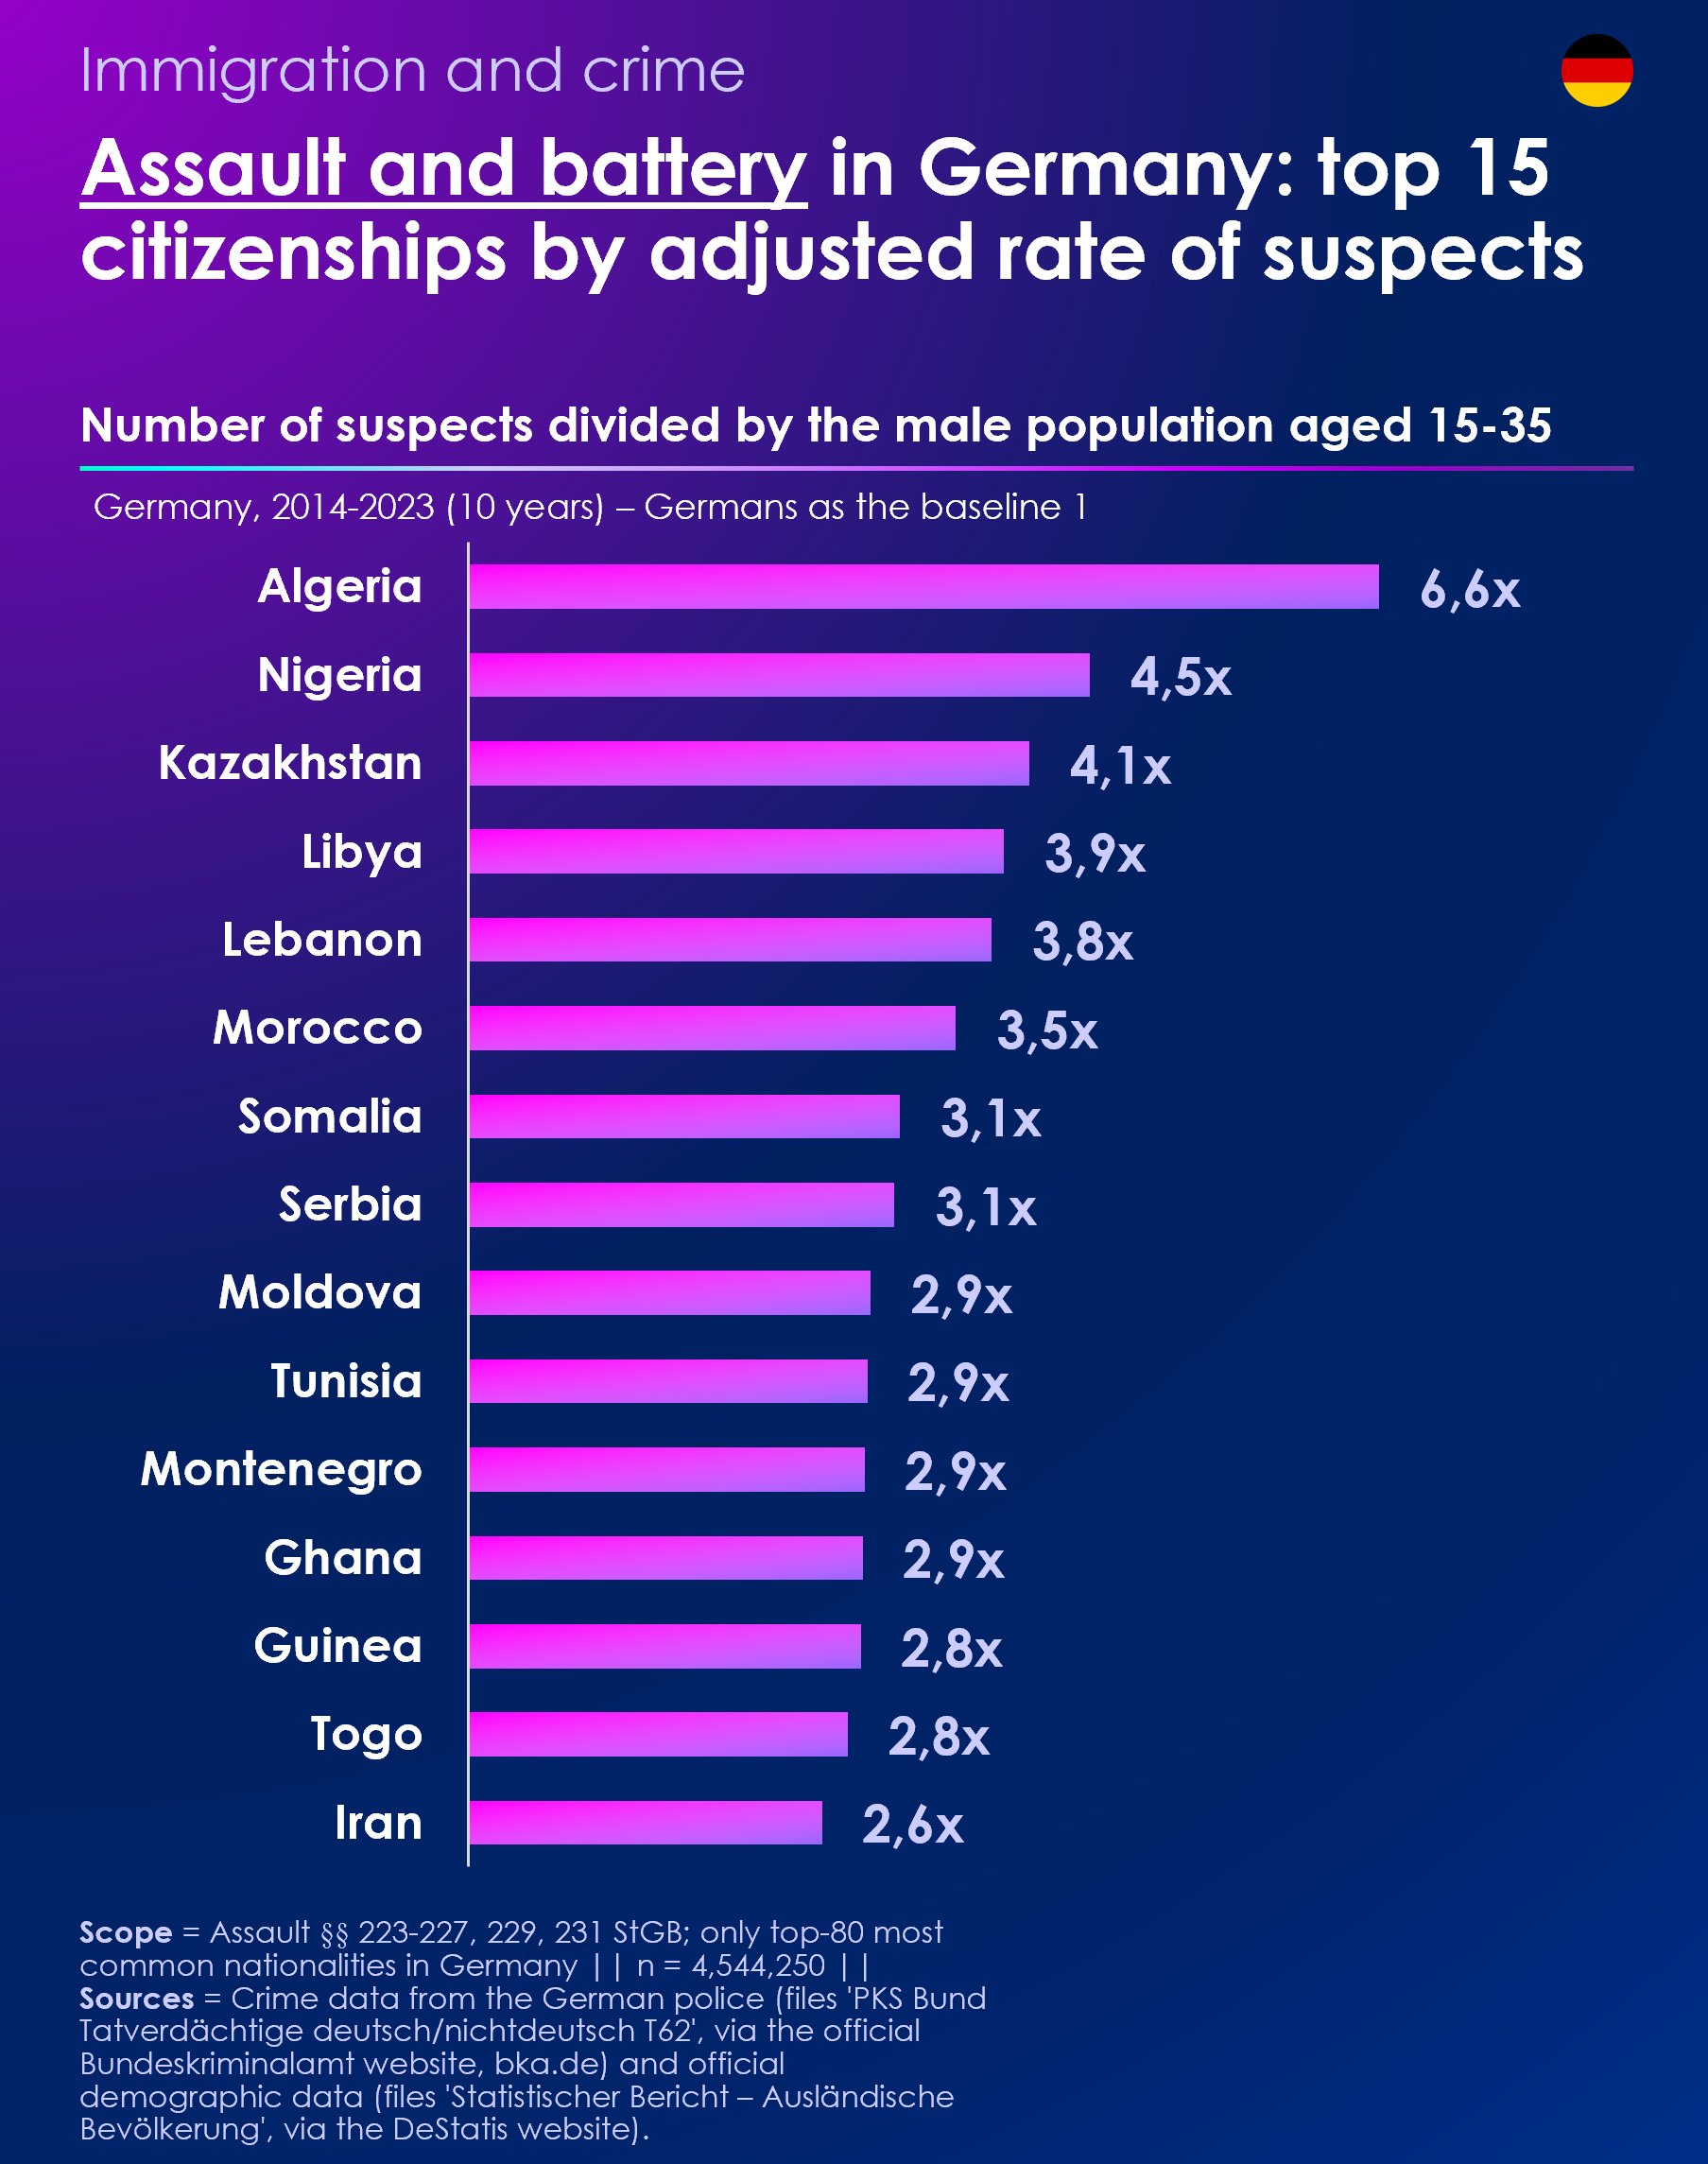 Immigration and crime
Assault and battery in Germany: top 15
citizenships by adjusted rate of suspects
Number of suspects divided by the male population aged 15-35
Germany, 2014-2023 (10 years) – Germans as the baseline 1
Algeria 6,6x
Nigeria 4,5x
Kazakhstan 4,1x
Libya 3,9x
Lebanon 3,8x
Morocco 3,5x
Somalia 3,1x
Serbia 3,1x
Moldova 2,9x
Tunisia 2,9x
Montenegro 2,9x
Ghana 2,9x
Guinea 2,8x
Togo 2,8x
Iran 2,6x
Scope = Assault §§ 223-227, 229, 231 StGB; only top-80 most
common nationalities in Germany || n = 4,544,250 ||
Sources = Crime data from the German police (files 'PKS Bund
Tatverdächtige deutsch/nichtdeutsch T62', via the official
Bundeskriminalamt website, bka.de) and official
demographic data (files 'Statistischer Bericht – Ausländische
Bevölkerung', via the DeStatis website).